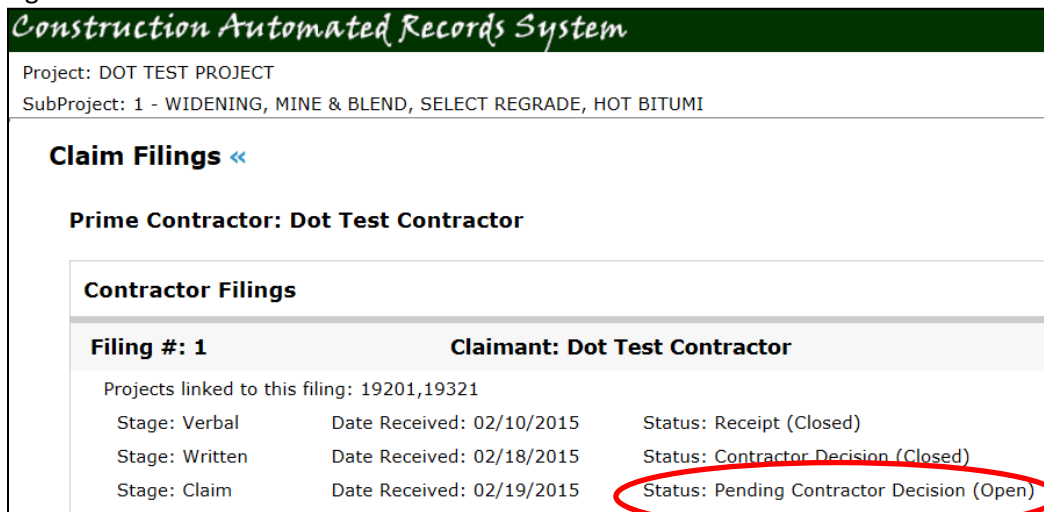 Construction Automated Records System
Project: DOT TEST PROJECT
SubProject: 1 - WIDENING, MINE & BLEND, SELECT REGRADE, HOT BITUMI
Claim Filings «
Prime Contractor: Dot Test Contractor
Contractor Filings
Filing #: 1 Claimant: Dot Test Contractor
Projects linked to this filing: 19201,19321
Stage: Verbal Date Received: 02/10/2015 Status: Receipt (Closed)
Stage: Written Date Received: 02/18/2015 Status: Contractor Decision (Closed)
Stage: Claim Date Received: 02/19/2015 Status: Pending Contractor Decision (Open)